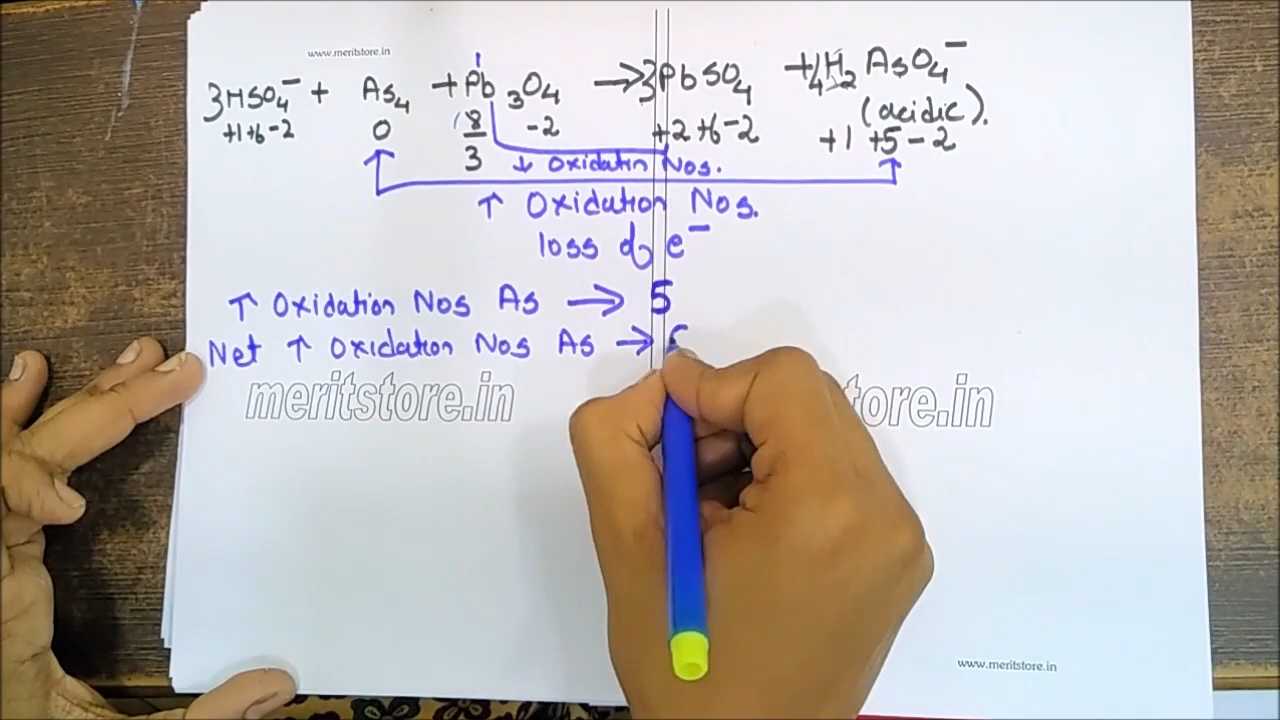 www.meritstore.in
3HSO₄⁻ + As₄ + Pb₃O₄ → 3PbSO₄ + 4H₂AsO₄⁻
(acidic).
+1+6-2 0 8/3 -2 +2+6-2 +1 +5-2
↓ Oxidatin Nos.
↑ Oxidation Nos.
loss of e⁻
↑ Oxidation Nos As → 5
Net ↑ Oxidation Nos As →
meritstore.in
www.meritstore.in